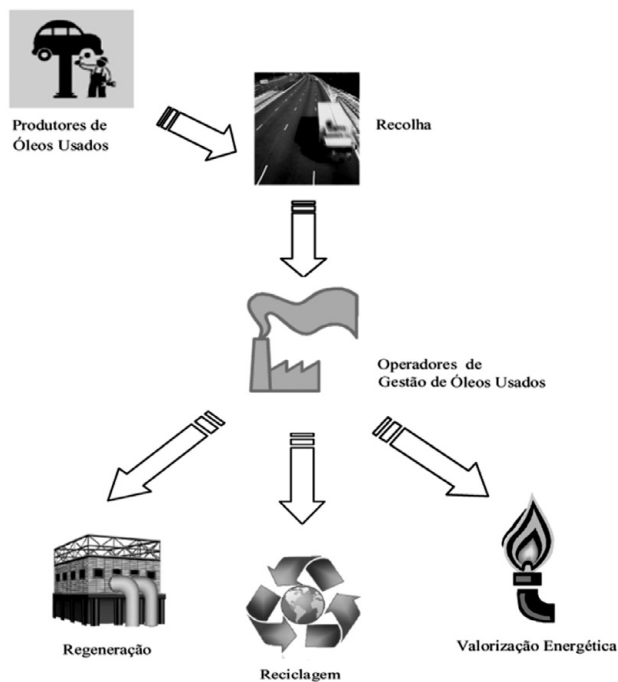 Produtores de
Óleos Usados
Recolha
Operadores de
Gestão de Óleos Usados
Regeneração
Reciclagem
Valorização Energética